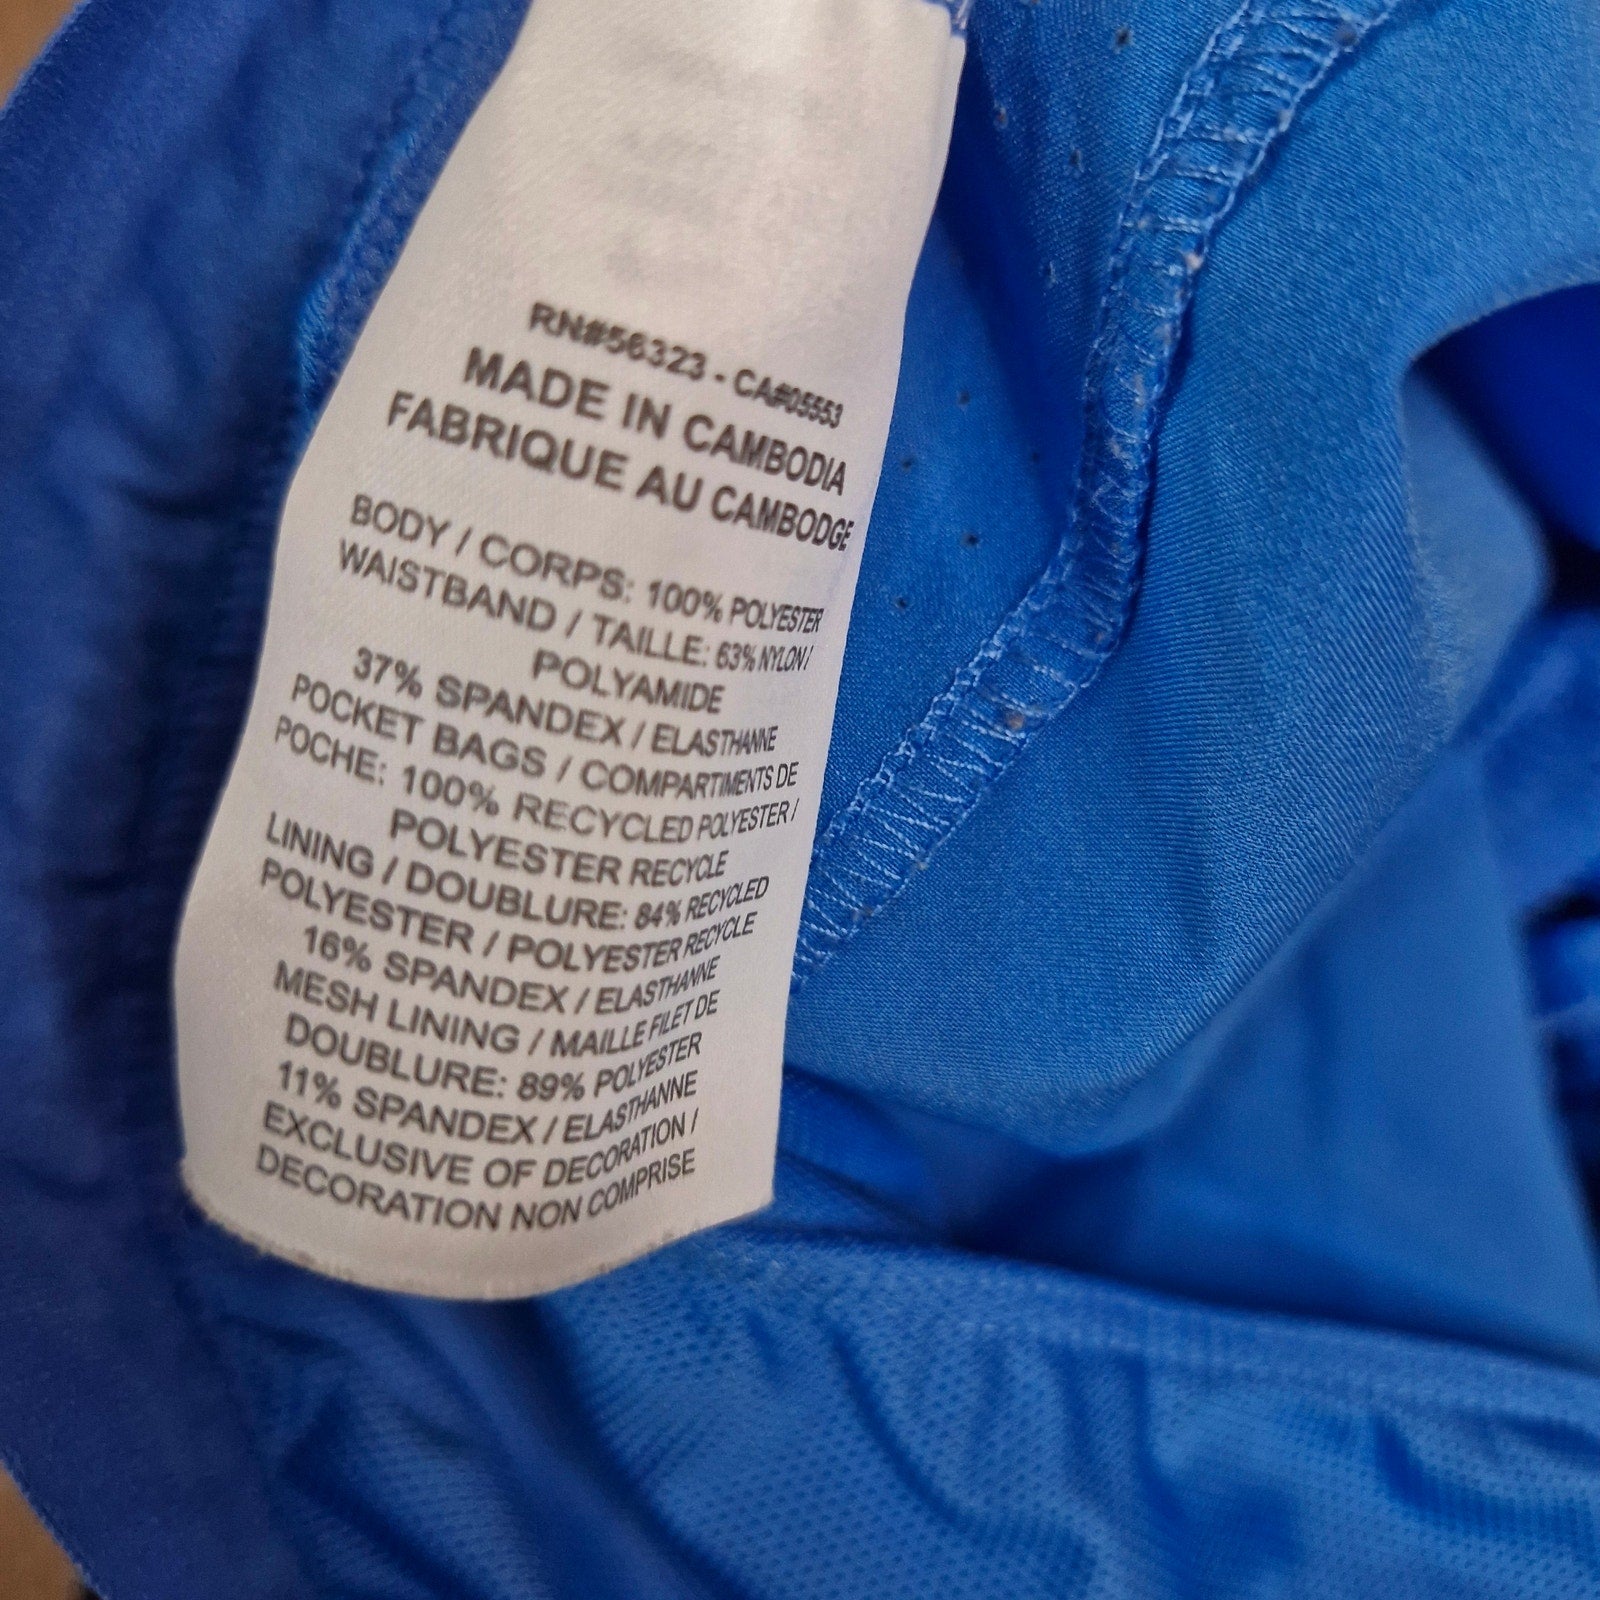 RN#56323 - CA#05553
MADE IN CAMBODIA
FABRIQUE AU CAMBODGE
BODY / CORPS: 100% POLYESTER
WAISTBAND / TAILLE: 63% NYLON /
POLYAMIDE
37% SPANDEX / ELASTHANNE
POCKET BAGS / COMPARTIMENTS DE
POCHE: 100% RECYCLED POLYESTER /
POLYESTER RECYCLE
LINING / DOUBLURE: 84% RECYCLED
POLYESTER / POLYESTER RECYCLE
16% SPANDEX / ELASTHANNE
MESH LINING / MAILLE FILET DE
DOUBLURE: 89% POLYESTER
11% SPANDEX / ELASTHANNE
EXCLUSIVE OF DECORATION /
DECORATION NON COMPRISE